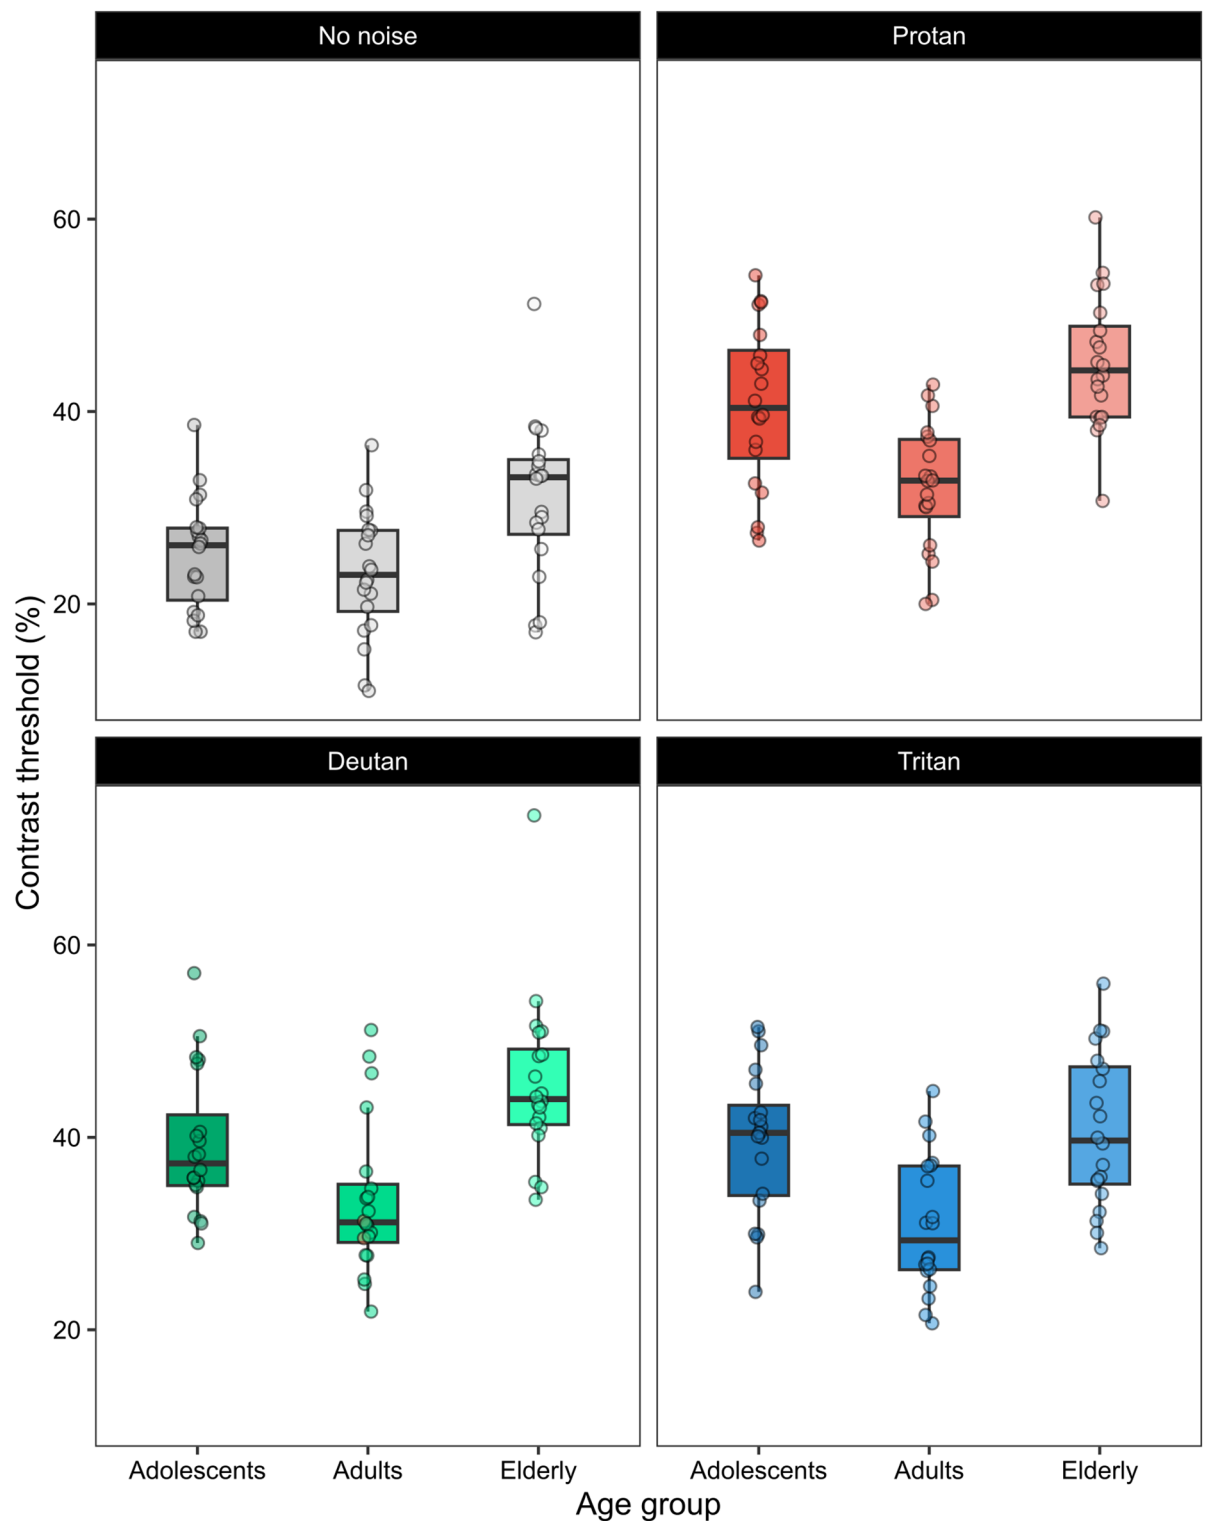 No noise
Protan
60
40
20
Deutan
Tritan
60
40
20
Contrast threshold (%)
Adolescents Adults Elderly
Adolescents Adults Elderly
Age group